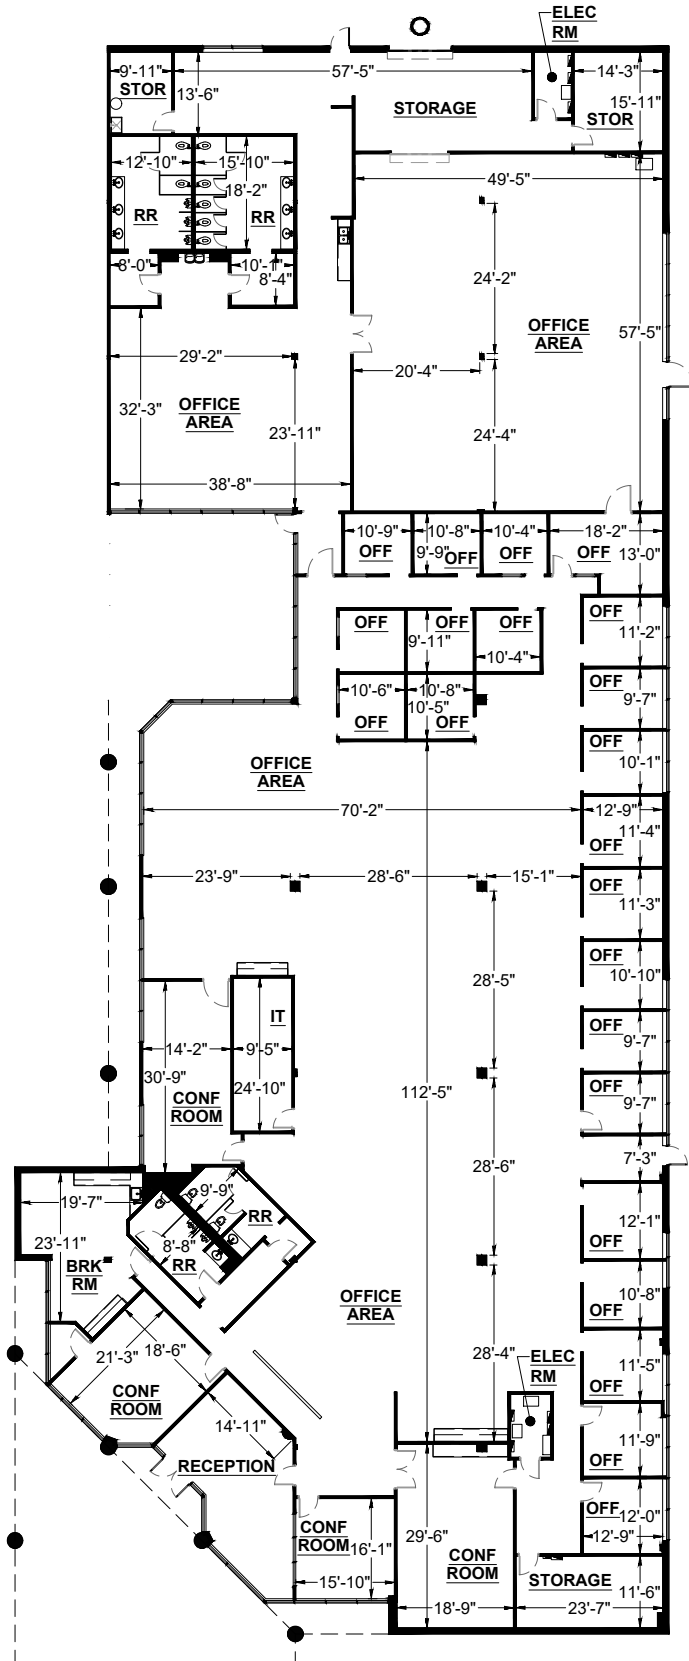 ELEC
RM
9'-11"
57'-5"
14'-3"
STOR
13'-6"
STORAGE
15'-11"
STOR
12'-10"
15'-10"
18'-2"
49'-5"
RR
RR
8'-0"
10'-1"
8'-4"
24'-2"
OFFICE
AREA
57'-5"
29'-2"
20'-4"
32'-3"
OFFICE
AREA
23'-11"
24'-4"
38'-8"
10'-9"
10'-8"
10'-4"
18'-2"
OFF
9'-9"
OFF
OFF
OFF
13'-0"
OFF
OFF
OFF
OFF
11'-2"
9'-11"
10'-4"
OFF
9'-7"
10'-6"
10'-8"
10'-5"
OFF
OFF
OFF
10'-1"
OFFICE
AREA
70'-2"
12'-9"
11'-4"
OFF
23'-9"
28'-6"
15'-1"
OFF
11'-3"
OFF
10'-10"
28'-5"
IT
OFF
9'-7"
14'-2"
9'-5"
30'-9"
24'-10"
112'-5"
OFF
9'-7"
CONF
ROOM
7'-3"
28'-6"
19'-7"
9'-9"
RR
12'-1"
23'-11"
8'-8"
OFF
BRK
RM
RR
10'-8"
OFFICE
AREA
OFF
21'-3"
18'-6"
28'-4"
ELEC
RM
11'-5"
OFF
CONF
ROOM
14'-11"
11'-9"
OFF
RECEPTION
OFF
12'-0"
CONF
ROOM
29'-6"
12'-9"
16'-1"
CONF
ROOM
STORAGE
15'-10"
11'-6"
18'-9"
23'-7"